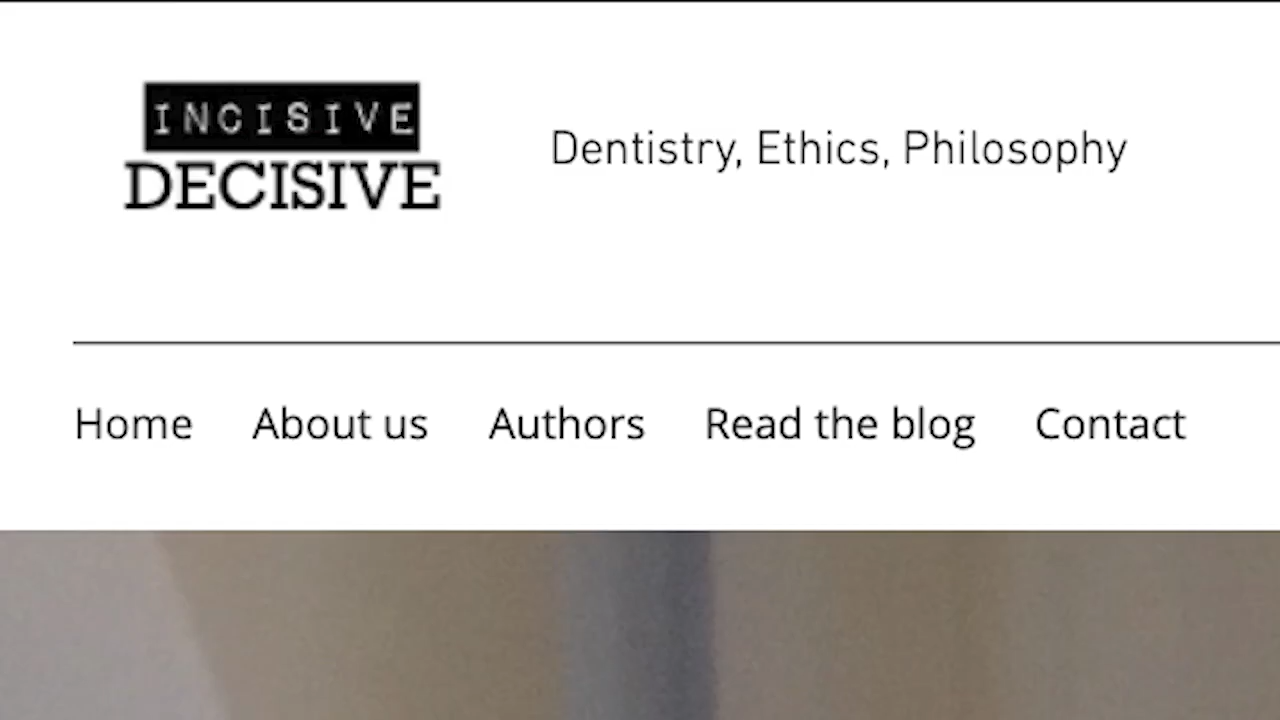 INCISIVE
DECISIVE
Dentistry, Ethics, Philosophy
Home About us Authors Read the blog Contact